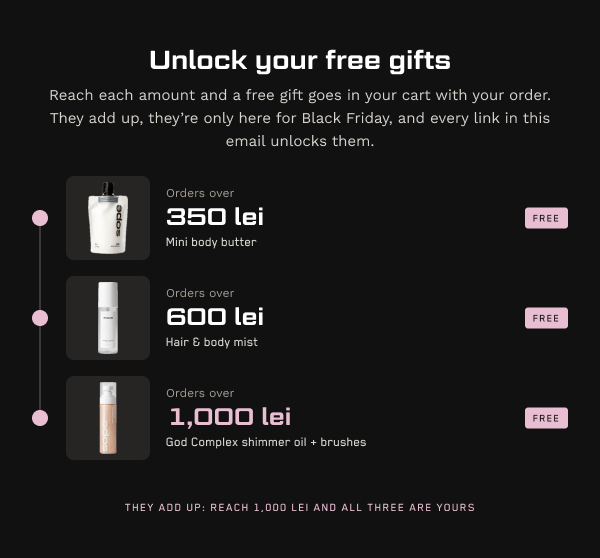 Unlock your free gifts
Reach each amount and a free gift goes in your cart with your order.
They add up, they're only here for Black Friday, and every link in this
email unlocks them.
Orders over
350 lei
Mini body butter
FREE
Orders over
600 lei
Hair & body mist
FREE
Orders over
1,000 lei
God Complex shimmer oil + brushes
FREE
THEY ADD UP: REACH 1,000 LEI AND ALL THREE ARE YOURS